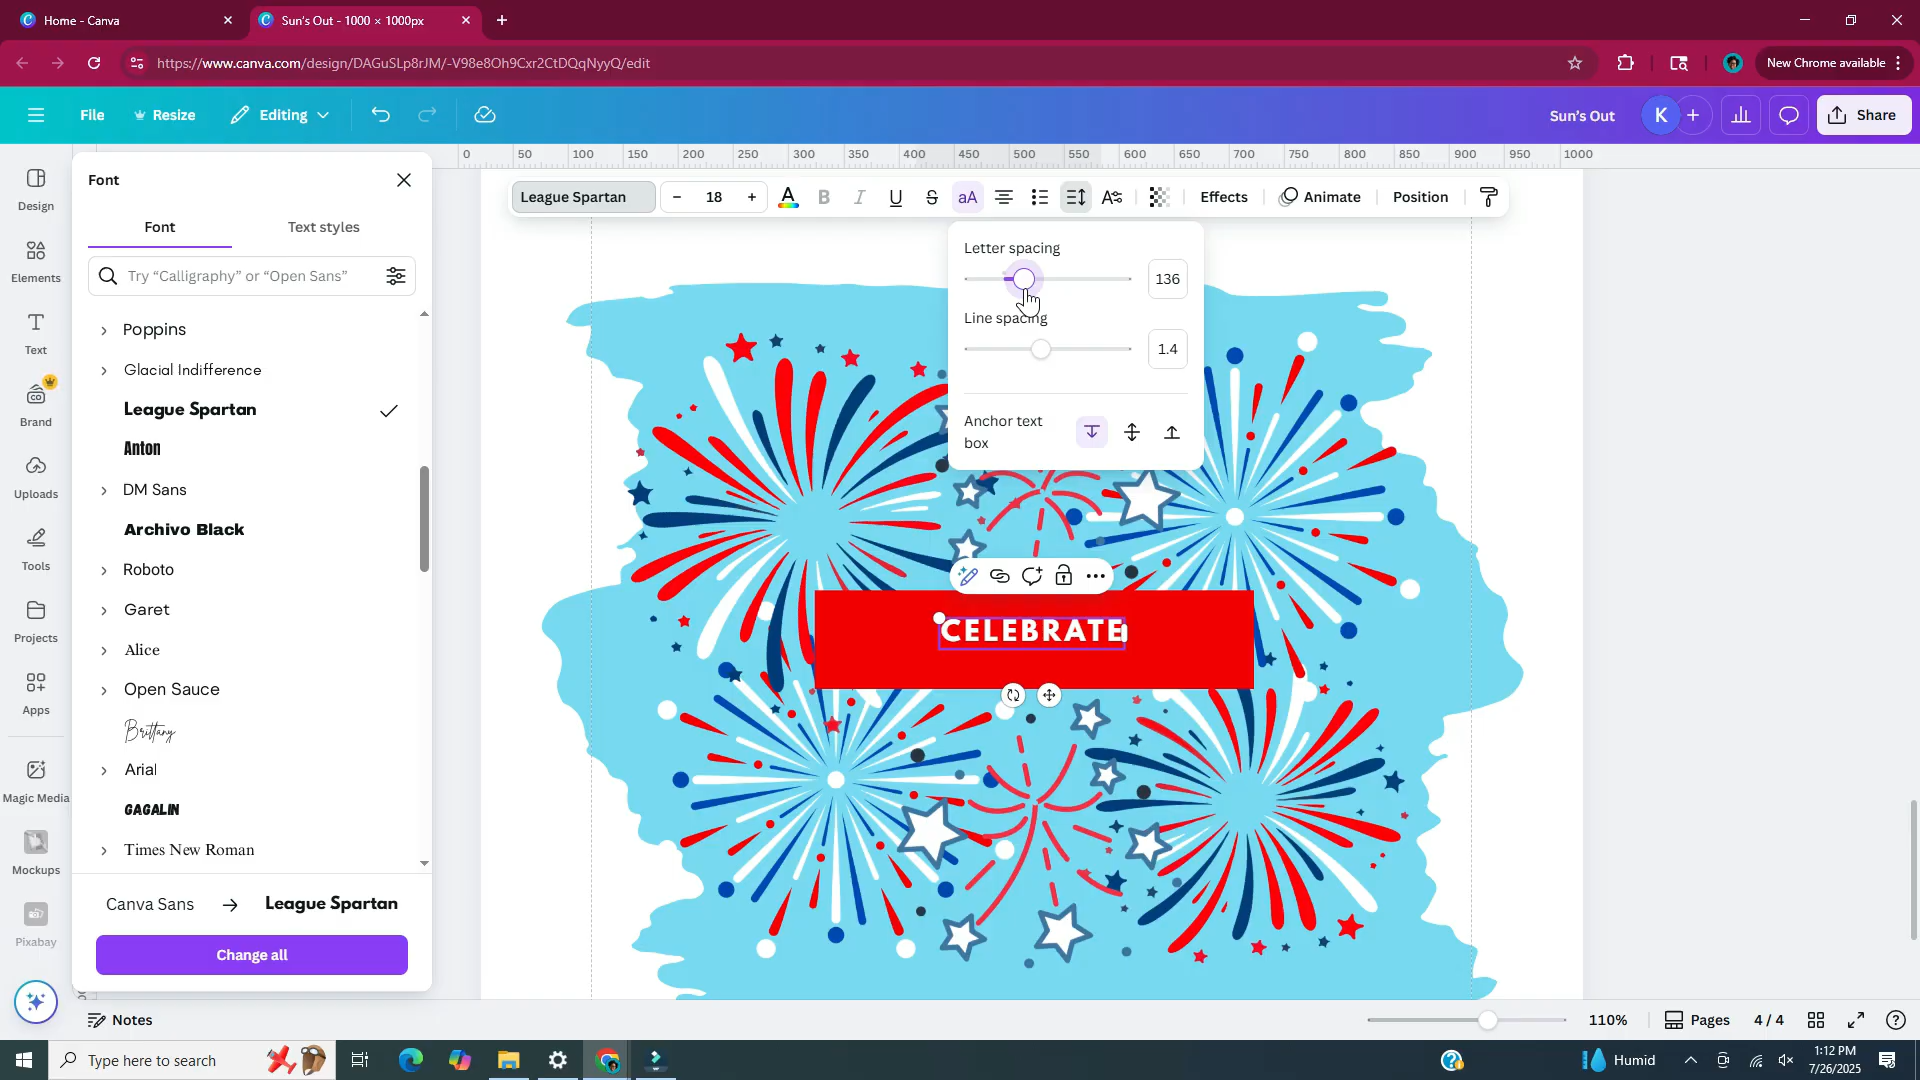 Home - Canva
Sun's Out - 1000 × 1000px
https://www.canva.com/design/DAGuSLp8rJM/-V98e8Oh9Cxr2CtDQqNyyQ/edit
New Chrome available
File
Resize
Editing
Sun's Out
K
Share
0 50 100 150 200 250 300 350 400 450 500 550 600 650 700 750 800 850 900 950 1000
Design
Elements
Text
Brand
Uploads
Tools
Projects
Apps
Magic Media
Mockups
Pixabay
Font
Font
Text styles
Try “Calligraphy” or “Open Sans”
Poppins
Glacial Indifference
League Spartan
Anton
DM Sans
Archivo Black
Roboto
Garet
Alice
Open Sauce
Brittany
Arial
GAGALIN
Times New Roman
Canva Sans → League Spartan
Change all
League Spartan
– 18 +
B I U S aA
Effects
Animate
Position
Letter spacing
136
Line spacing
1.4
Anchor text
box
CELEBRATE
Notes
110%
Pages
4 / 4
Type here to search
Humid
1:12 PM
7/26/2025